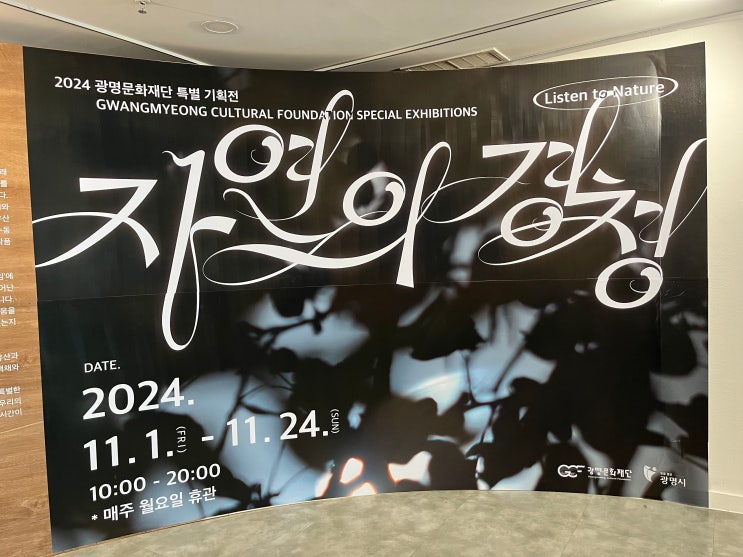 2024 광명문화재단 특별 기획전
GWANGMYEONG CULTURAL FOUNDATION SPECIAL EXHIBITIONS
Listen to Nature
자연의 경청
DATE.
2024.
11. 1. (FRI) - 11. 24. (SUN)
10:00 - 20:00
* 매주 월요일 휴관
GCF 광명문화재단
광명시